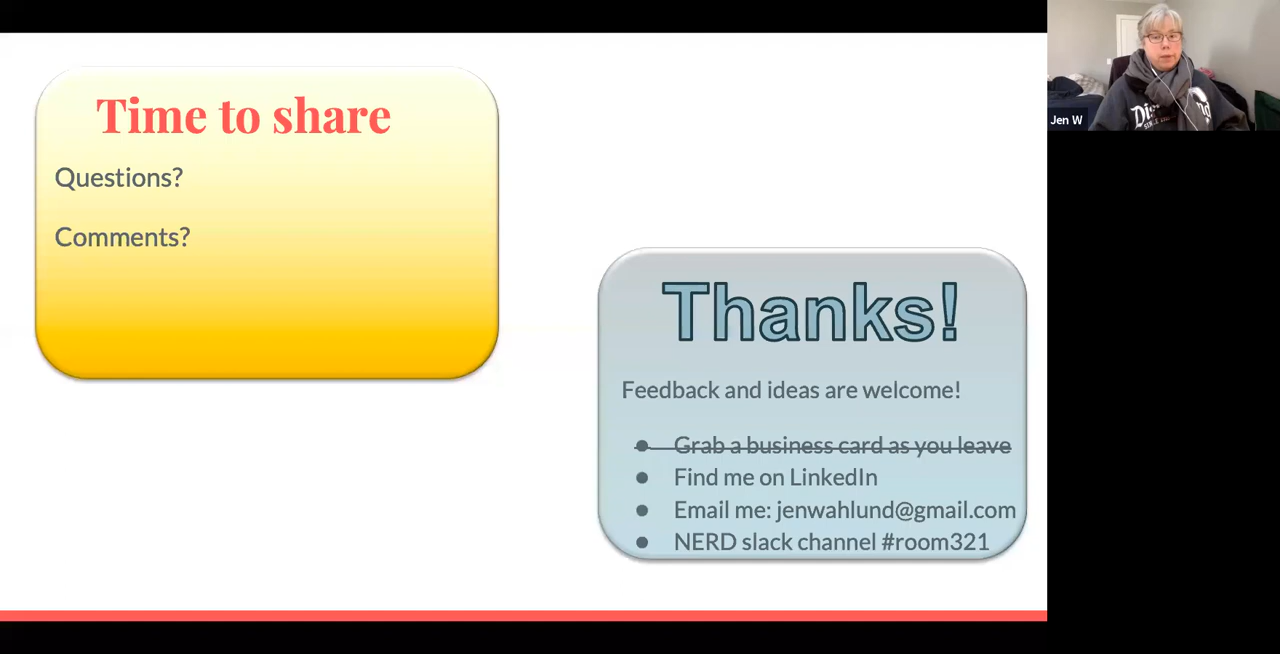 Time to share
Questions?
Comments?
Thanks!
Feedback and ideas are welcome!
Grab a business card as you leave
Find me on LinkedIn
Email me: jenwahlund@gmail.com
NERD slack channel #room321
Jen W